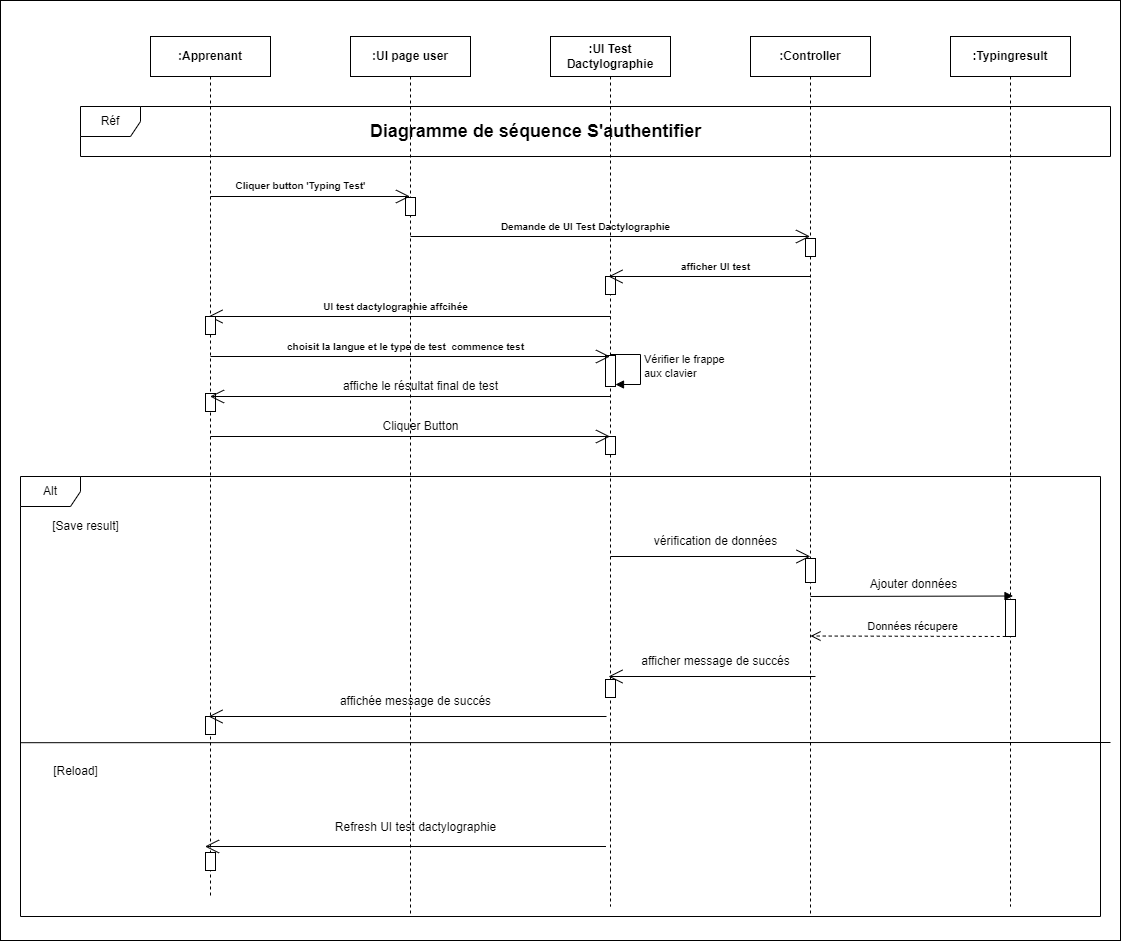 :Apprenant
:UI page user
:UI Test
Dactylographie
:Controller
:Typingresult
Réf
Diagramme de séquence S'authentifier
Cliquer button 'Typing Test'
Demande de UI Test Dactylographie
afficher UI test
UI test dactylographie affcihée
choisit la langue et le type de test commence test
Vérifier le frappe
aux clavier
affiche le résultat final de test
Cliquer Button
Alt
[Save result]
vérification de données
Ajouter données
Données récupere
afficher message de succés
affichée message de succés
[Reload]
Refresh UI test dactylographie